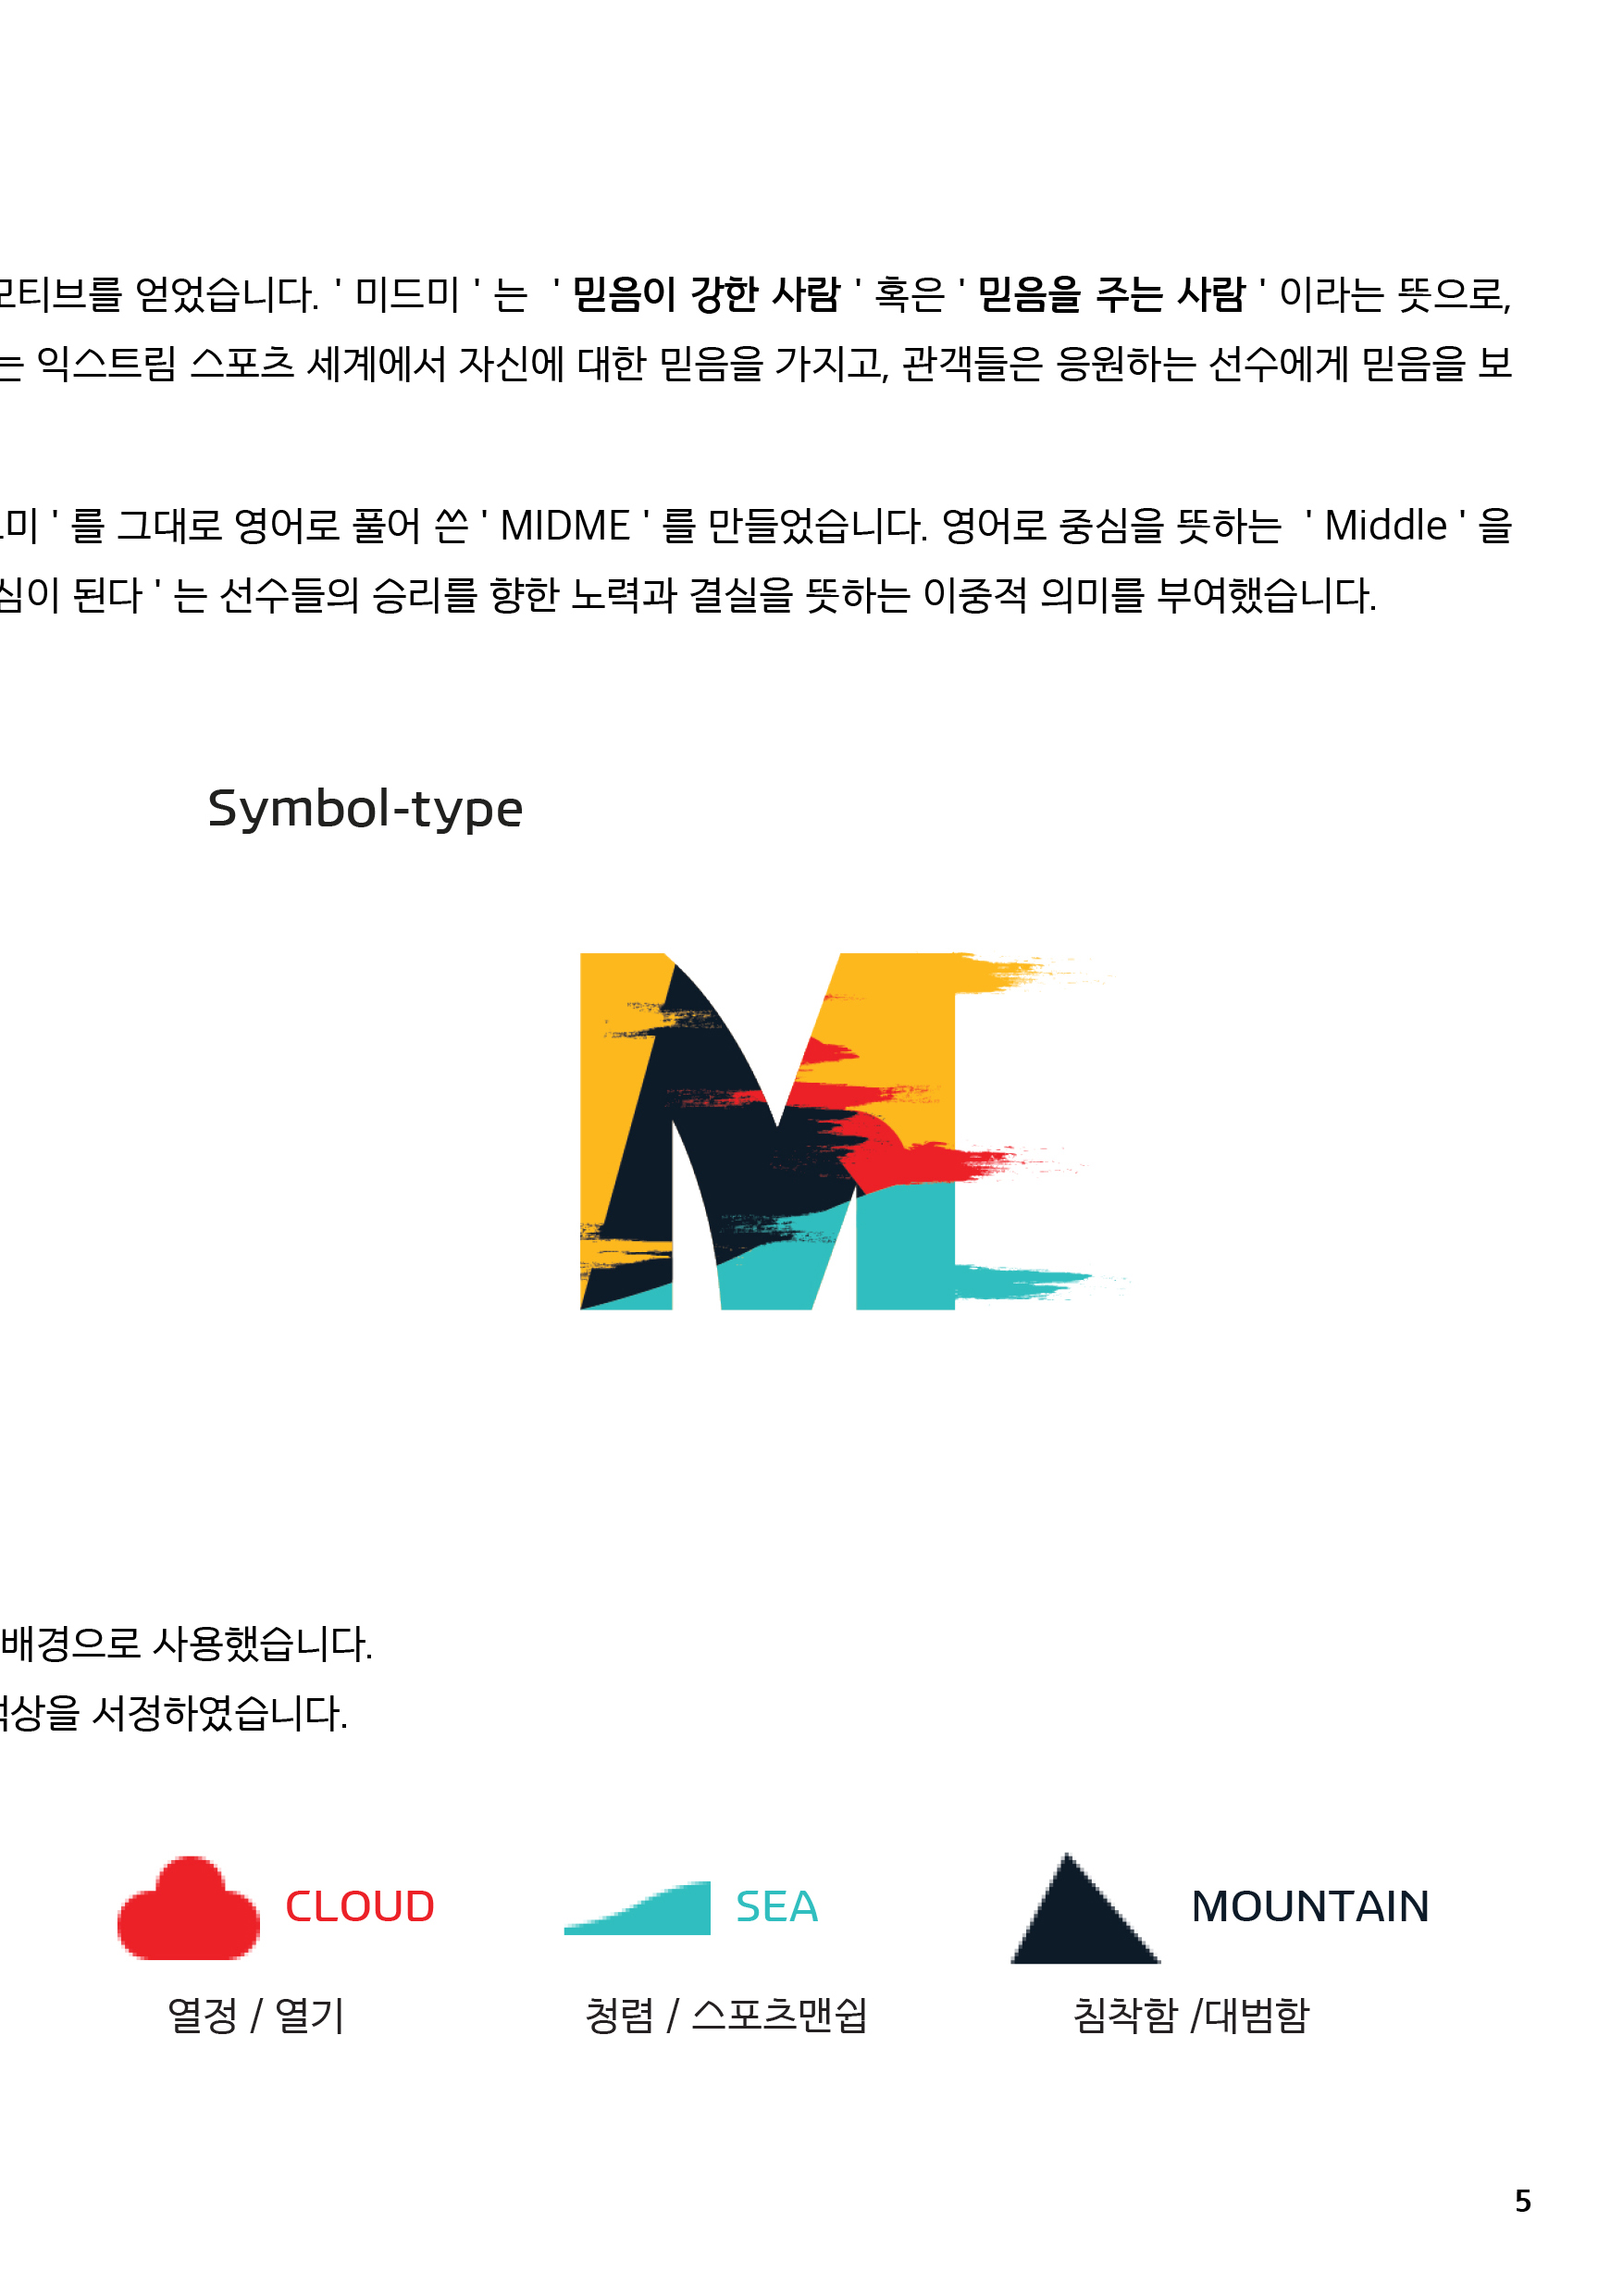 모티브를 얻었습니다. ' 미드미 ' 는 ' 믿음이 강한 사람 ' 혹은 ' 믿음을 주는 사람 ' 이라는 뜻으로,
는 익스트림 스포츠 세계에서 자신에 대한 믿음을 가지고, 관객들은 응원하는 선수에게 믿음을 보
미 ' 를 그대로 영어로 풀어 쓴 ' MIDME ' 를 만들었습니다. 영어로 중심을 뜻하는 ' Middle ' 을
심이 된다 ' 는 선수들의 승리를 향한 노력과 결실을 뜻하는 이중적 의미를 부여했습니다.
Symbol-type
M
배경으로 사용했습니다.
색상을 서정하였습니다.
CLOUD
SEA
MOUNTAIN
열정 / 열기
청렴 / 스포츠맨쉽
침착함 /대범함
5